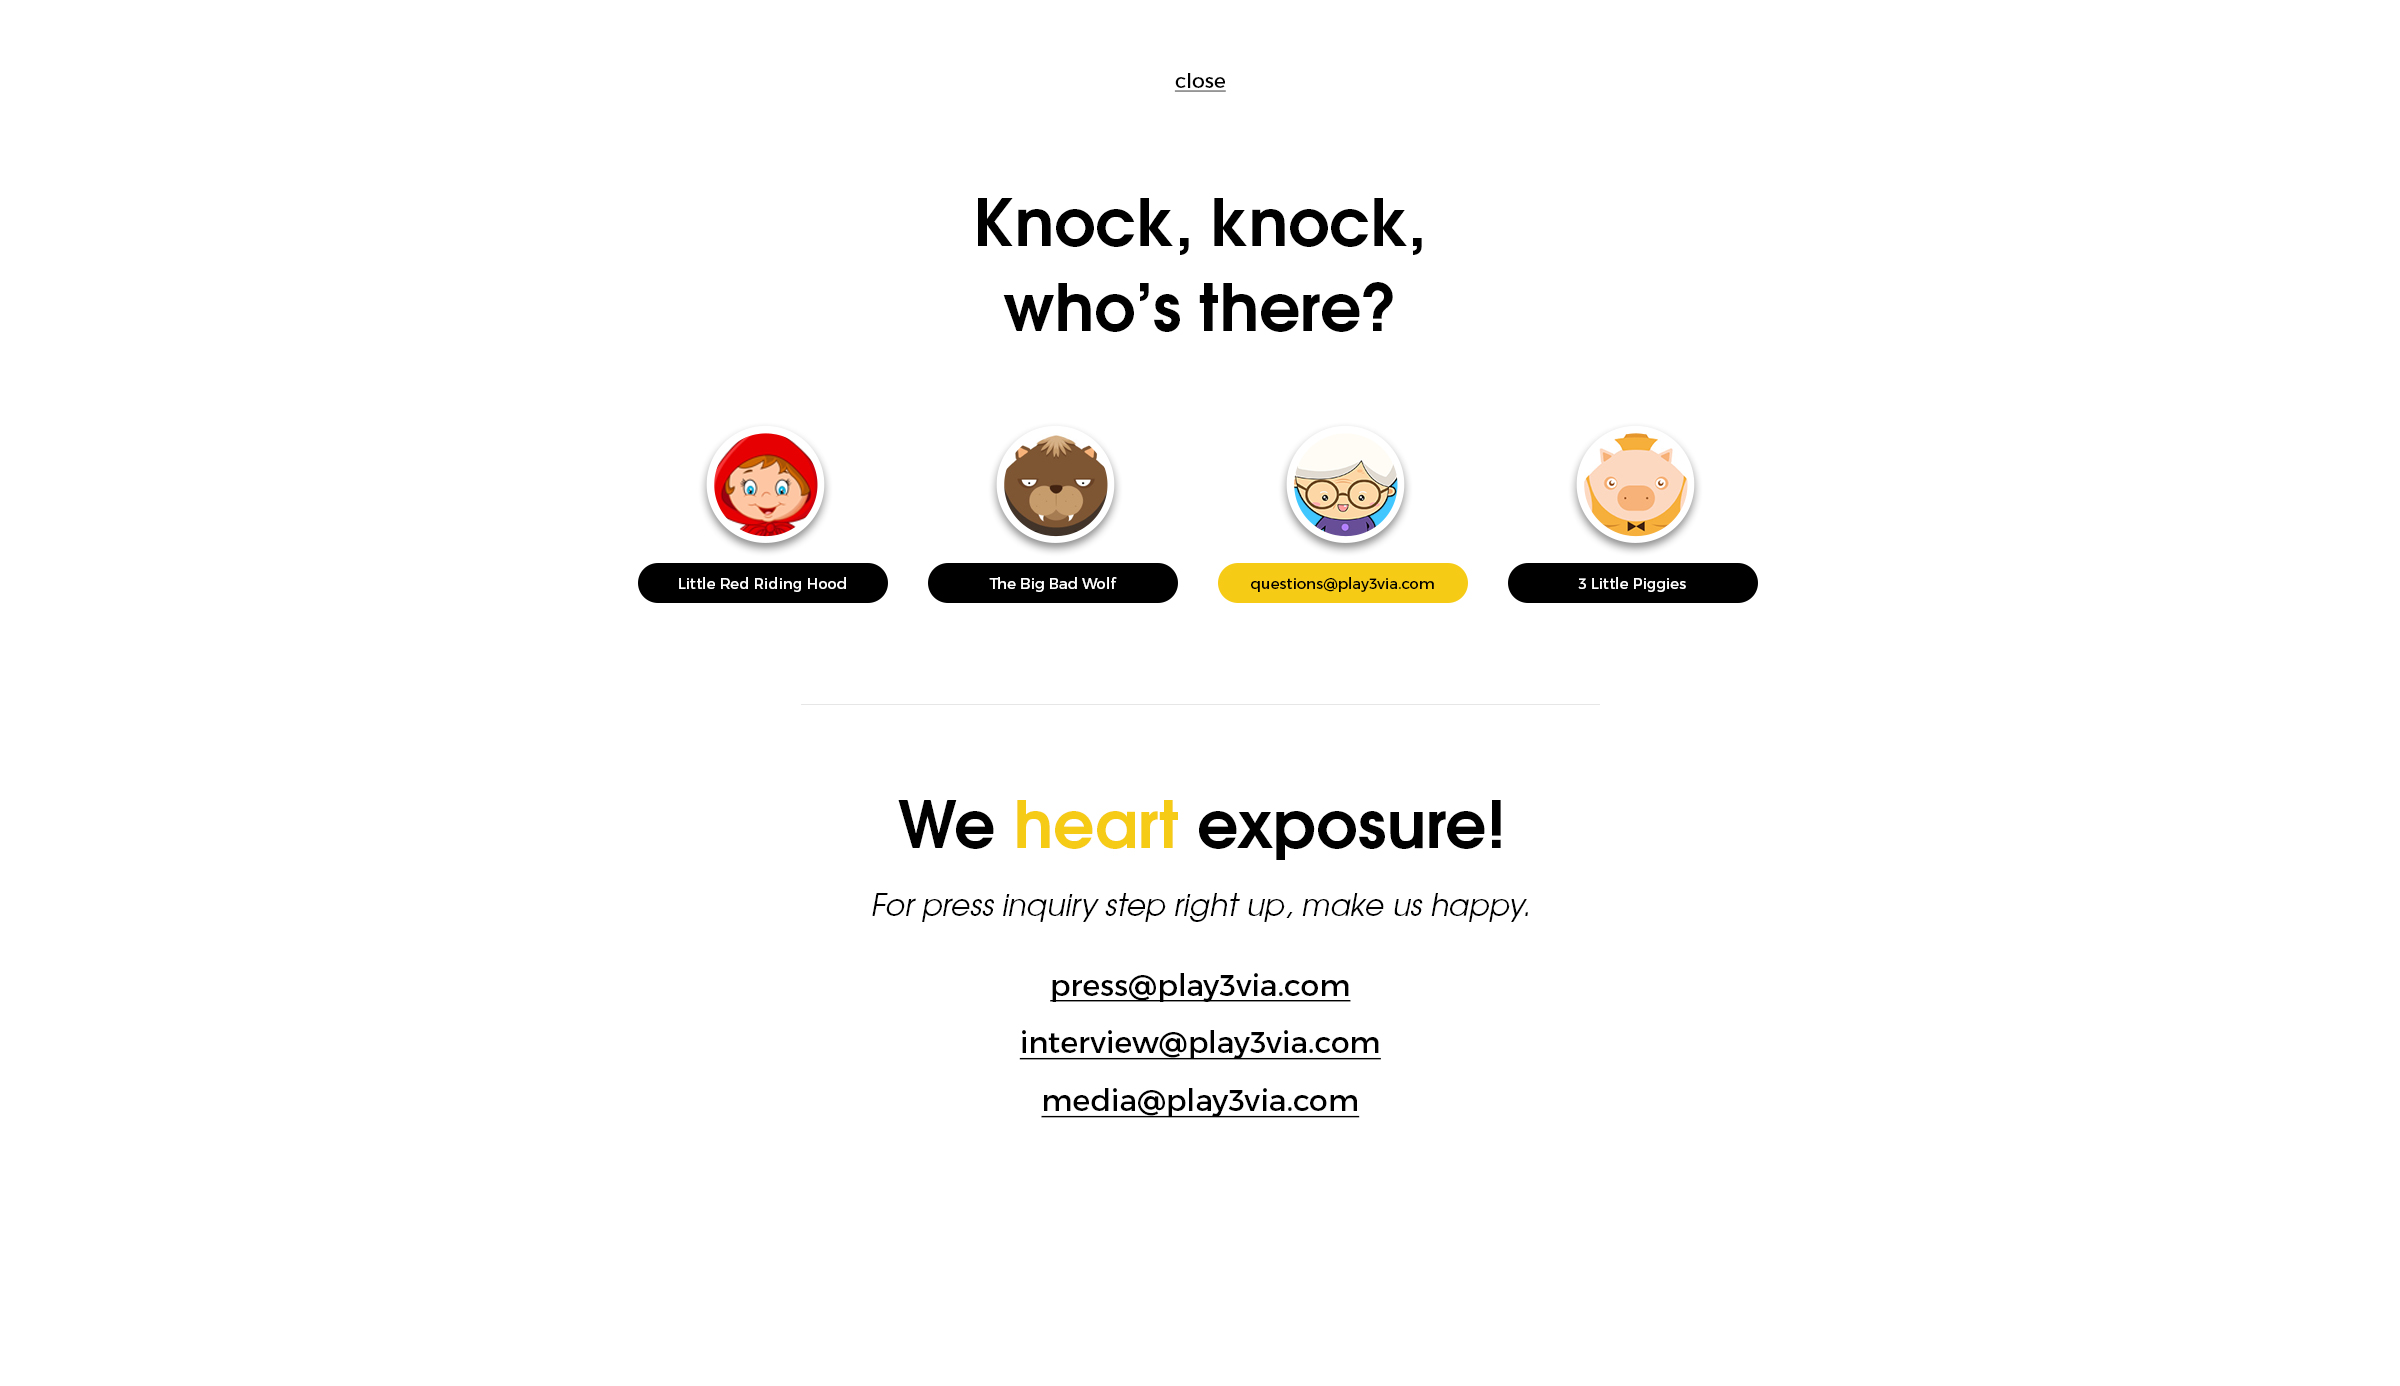 close
Knock, knock,
who’s there?
Little Red Riding Hood
The Big Bad Wolf
questions@play3via.com
3 Little Piggies
We heart exposure!
For press inquiry step right up, make us happy.
press@play3via.com
interview@play3via.com
media@play3via.com